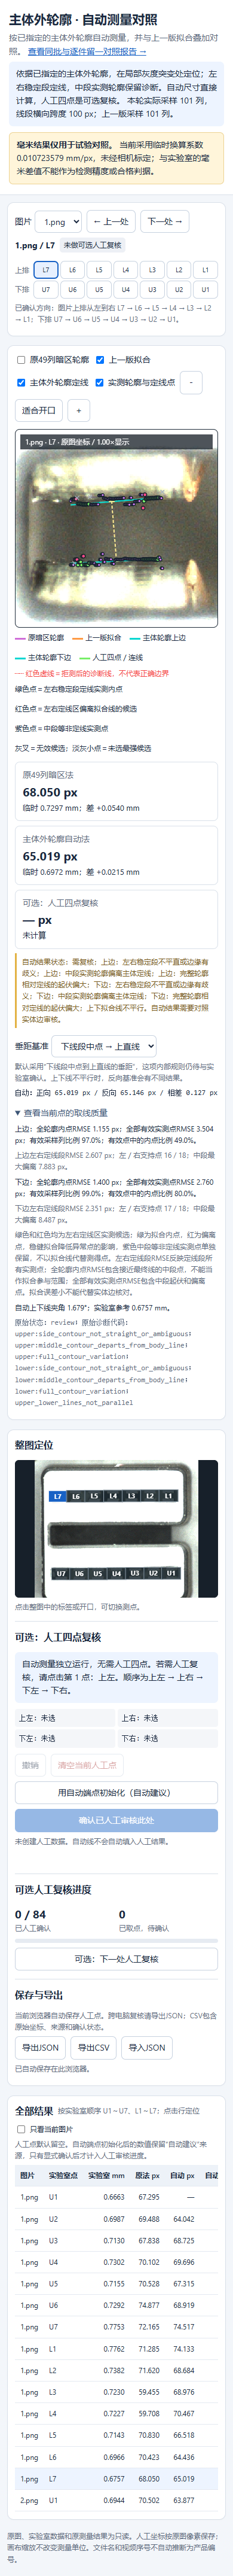 主体外轮廓 · 自动测量对照
按已指定的主体外轮廓自动测量，并与上一版拟合叠加对
照。 查看同批与逐件留一对照报告 →
依据已指定的主体外轮廓，在局部灰度突变处定位；左
右稳定段定线，中段实测轮廓保留诊断。自动尺寸直接
计算，人工四点是可选复核。 本轮实际采样 101 列，
线段横向跨度 100 px；上一版采样 101 列。
毫米结果仅用于试验对照。 当前采用临时换算系数
0.010723579 mm/px，未经相机标定；与实验室的毫
米差值不能作为检测精度或合格判据。
图片 1.png ← 上一处 下一处 →
1.png / L7 未做可选人工复核
上排 L7 L6 L5 L4 L3 L2 L1
下排 U7 U6 U5 U4 U3 U2 U1
已确认方向：图片上排从左到右 L7 → L6 → L5 → L4 → L3 → L2
→ L1；下排 U7 → U6 → U5 → U4 → U3 → U2 → U1。
原49列暗区轮廓 上一版拟合
主体外轮廓定线 实测轮廓与定线点 -
适合开口 +
1.png · L7 · 原图坐标 / 1.00×显示
原暗区轮廓 上一版拟合 主体外轮廓上边
主体外轮廓下边 人工四点 / 连线
红色虚线 = 拒测后的诊断线，不代表正确边界
绿色点 = 左右稳定段定线实测内点
红色点 = 左右定线区偏离拟合线的候选
紫色点 = 中段等非定线实测点
灰叉 = 无效候选；淡灰小点 = 未选最强候选
原49列暗区法
68.050 px
临时 0.7297 mm；差 +0.0540 mm
主体外轮廓自动法
65.019 px
临时 0.6972 mm；差 +0.0215 mm
可选：人工四点复核
— px
未计算
自动结果状态：需复核；上边：左右稳定段不平直或边缘有
歧义；上边：中段实测轮廓偏离主体定线；上边：完整轮廓
相对定线的起伏偏大；下边：左右稳定段不平直或边缘有歧
义；下边：中段实测轮廓偏离主体定线；下边：完整轮廓相
对定线的起伏偏大；上下拟合线不平行。自动结果需要对照
实体边审核。
垂距基准 下线段中点 → 上直线
默认采用“下线段中点到上直线的垂距”，这项内部规则仍待与实
验室确认。上下线不平行时，反向基准会有不同结果。
自动：正向 65.019 px / 反向 65.146 px / 相差 0.127 px
▼ 查看当前点的取线质量
上边：全轮廓内点RMSE 1.155 px；全部有效实测点RMSE 3.504
px；有效采样列比例 97.0%；有效点中的内点比例 49.0%。
上边左右定线段RMSE 2.607 px；左 / 右支持点 16 / 18；中段最
大偏离 7.883 px。
下边：全轮廓内点RMSE 1.400 px；全部有效实测点RMSE 2.760
px；有效采样列比例 99.0%；有效点中的内点比例 80.0%。
下边左右定线段RMSE 2.351 px；左 / 右支持点 17 / 18；中段最
大偏离 8.487 px。
绿色和红色均为左右定线区实测候选；绿为拟合内点，红为偏离
点，稳健拟合降低异常点的影响，紫色中段等非定线实测点单独
保留，不以拟合线代替测得点。左右定线段RMSE反映定线段所
有实测点；全轮廓内点RMSE包含接近最终线的中段点，不能当
作拟合参与范围；全部有效实测点RMSE包含中段起伏和偏离
点。拟合误差小不能代替实体边核对。
自动上下线夹角 1.679°；实验室参考 0.6757 mm。
原始状态：review；原始诊断代码：
upper:side_contour_not_straight_or_ambiguous；
upper:middle_contour_departs_from_body_line；
upper:full_contour_variation；
lower:side_contour_not_straight_or_ambiguous；
lower:middle_contour_departs_from_body_line；
lower:full_contour_variation；
upper_lower_lines_not_parallel
整图定位
L7 L6 L5 L4 L3 L2 L1
U7 U6 U5 U4 U3 U2 U1
点击整图中的标签或开口，可切换测点。
可选：人工四点复核
自动测量独立运行，无需人工四点。若需人工复
核，请点击第 1 点：上左。顺序为上左 → 上右 →
下左 → 下右。
上左：未选 上右：未选
下左：未选 下右：未选
撤销 清空当前人工点
用自动端点初始化（自动建议）
确认已人工审核此处
未创建人工数据。自动线不会自动填入人工结果。
可选人工复核进度
0 / 84 0
已人工确认 已取点，待确认
可选：下一处人工复核
保存与导出
当前浏览器自动保存人工点。跨电脑复核请导出JSON；CSV包含
原始坐标、来源和确认状态。
导出JSON 导出CSV 导入JSON
已自动保存在此浏览器。
全部结果 按实验室顺序 U1～U7、L1～L7；点击行定位
只看当前图片
人工点默认留空。自动端点初始化后的数值保留“自动建议”来
源，只有显式确认后才计入人工审核进度。
图片 实验室点 实验室 mm 原法 px 自动 px 自动
1.png U1 0.6663 67.295 —
1.png U2 0.6987 69.488 64.042
1.png U3 0.7130 67.838 68.725
1.png U4 0.7302 70.102 69.696
1.png U5 0.7155 70.528 67.315
1.png U6 0.7292 74.877 68.919
1.png U7 0.7753 72.165 74.517
1.png L1 0.7762 71.285 74.133
1.png L2 0.7382 71.620 68.684
1.png L3 0.7230 59.455 68.976
1.png L4 0.7227 59.708 70.467
1.png L5 0.7143 70.830 66.518
1.png L6 0.6966 70.423 64.436
1.png L7 0.6757 68.050 65.019
2.png U1 0.6944 70.502 63.877
原图、实验室数据和原测量结果为只读。人工坐标按原图像素保存；
画布缩放不改变测量单位。文件名和视频序号不自动推断为产品编
号。